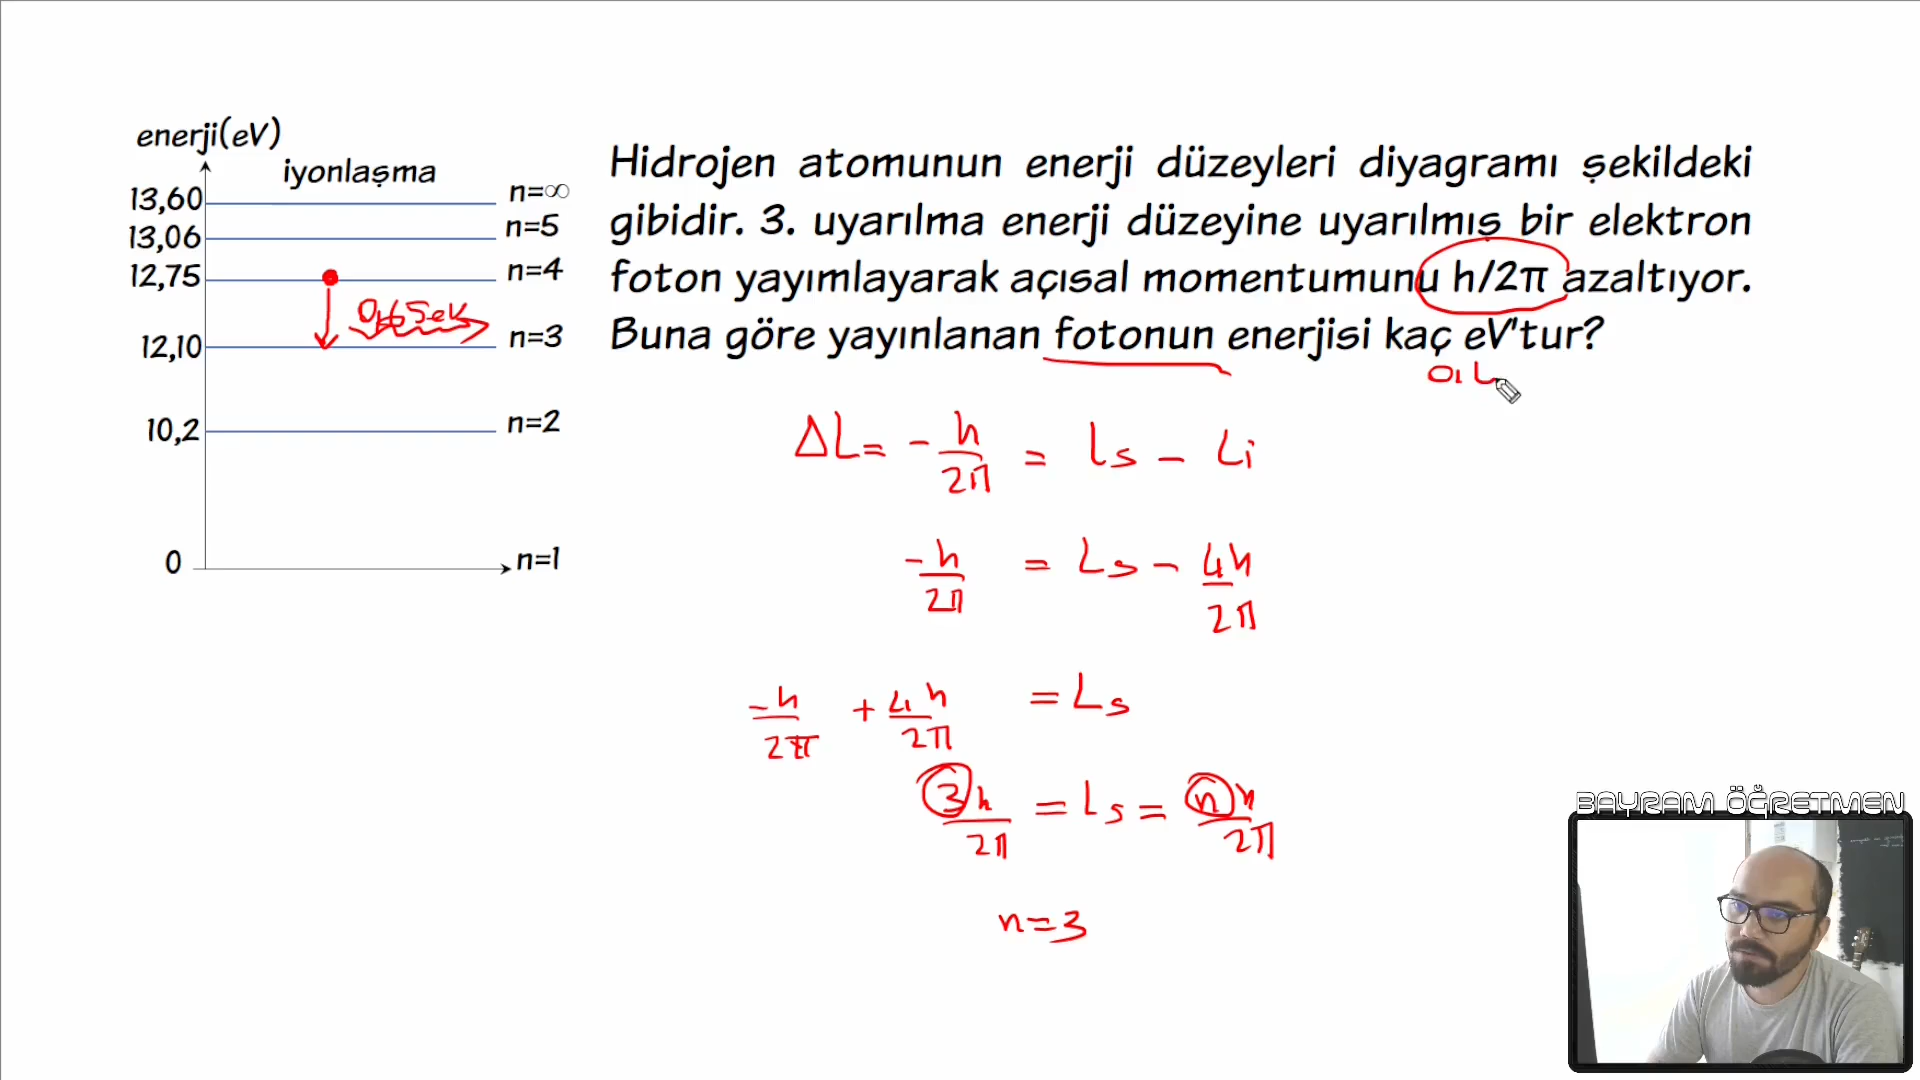 enerji(eV)
iyonlaşma
13,60 n=∞
13,06 n=5
12,75 n=4
0,65eV
12,10 n=3
10,2 n=2
0 n=1
Hidrojen atomunun enerji düzeyleri diyagramı şekildeki
gibidir. 3. uyarılma enerji düzeyine uyarılmış bir elektron
foton yayımlayarak açısal momentumunu h/2π azaltıyor.
Buna göre yayınlanan fotonun enerjisi kaç eV'tur?
ΔL= -h/2π = Ls - Li
-h/2π = Ls - 4h/2π
-h/2π + 4h/2π = Ls
3h/2π = Ls = nh/2π
n=3
BAYRAM ÖĞRETMEN